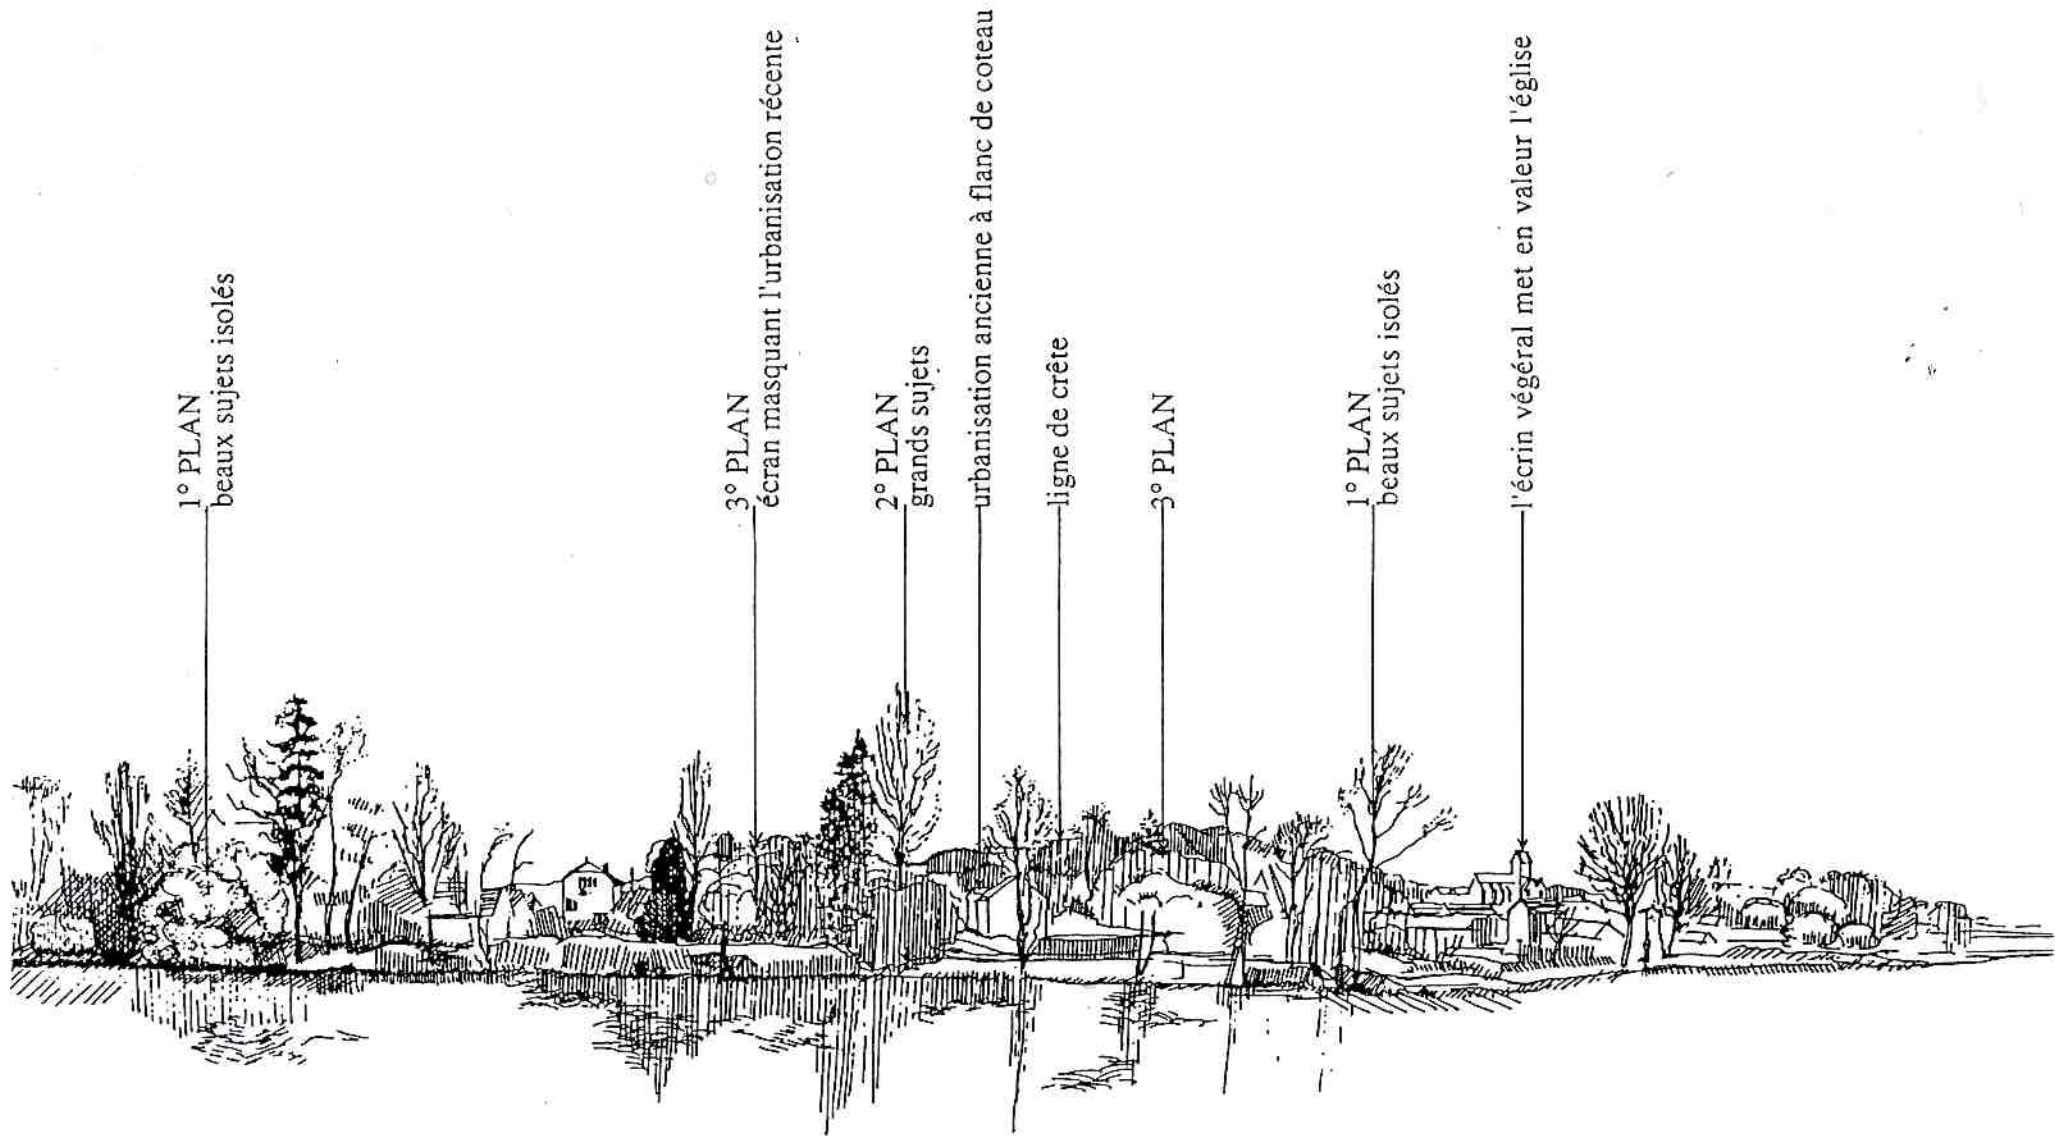 1° PLAN
beaux sujets isolés
3° PLAN
écran masquant l'urbanisation récente
2° PLAN
grands sujets
urbanisation ancienne à flanc de coteau
ligne de crête
3° PLAN
1° PLAN
beaux sujets isolés
l'écrin végéral met en valeur l'église